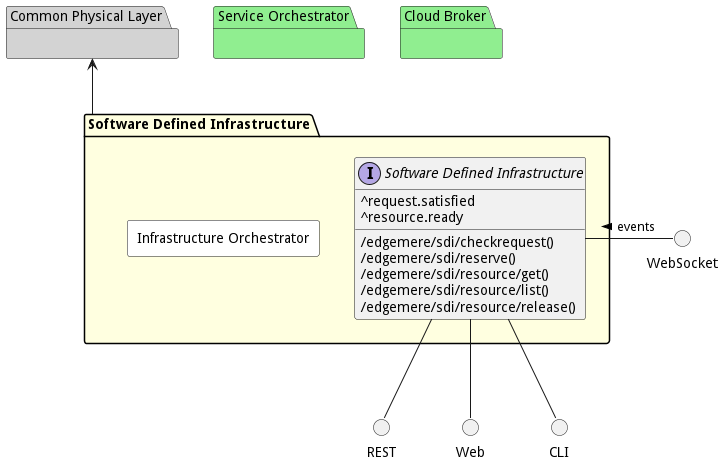 Common Physical Layer
Service Orchestrator
Cloud Broker
Software Defined Infrastructure
I
Software Defined Infrastructure
^request.satisfied
^resource.ready
/edgemere/sdi/checkrequest()
/edgemere/sdi/reserve()
/edgemere/sdi/resource/get()
/edgemere/sdi/resource/list()
/edgemere/sdi/resource/release()
Infrastructure Orchestrator
events
WebSocket
REST
Web
CLI